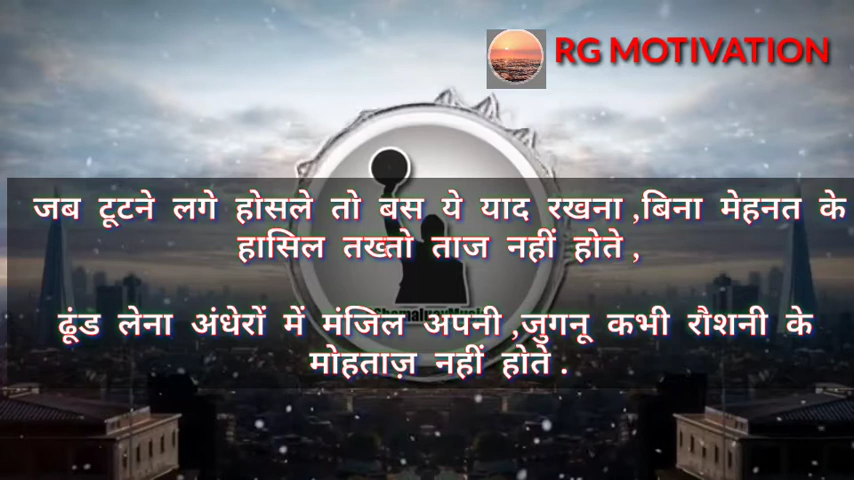 RG MOTIVATION
जब टूटने लगे होसले तो बस ये याद रखना ,बिना मेहनत के
हासिल तख्तो ताज नहीं होते ,
ढूंड लेना अंधेरों में मंजिल अपनी ,जुगनू कभी रौशनी के
मोहताज़ नहीं होते .